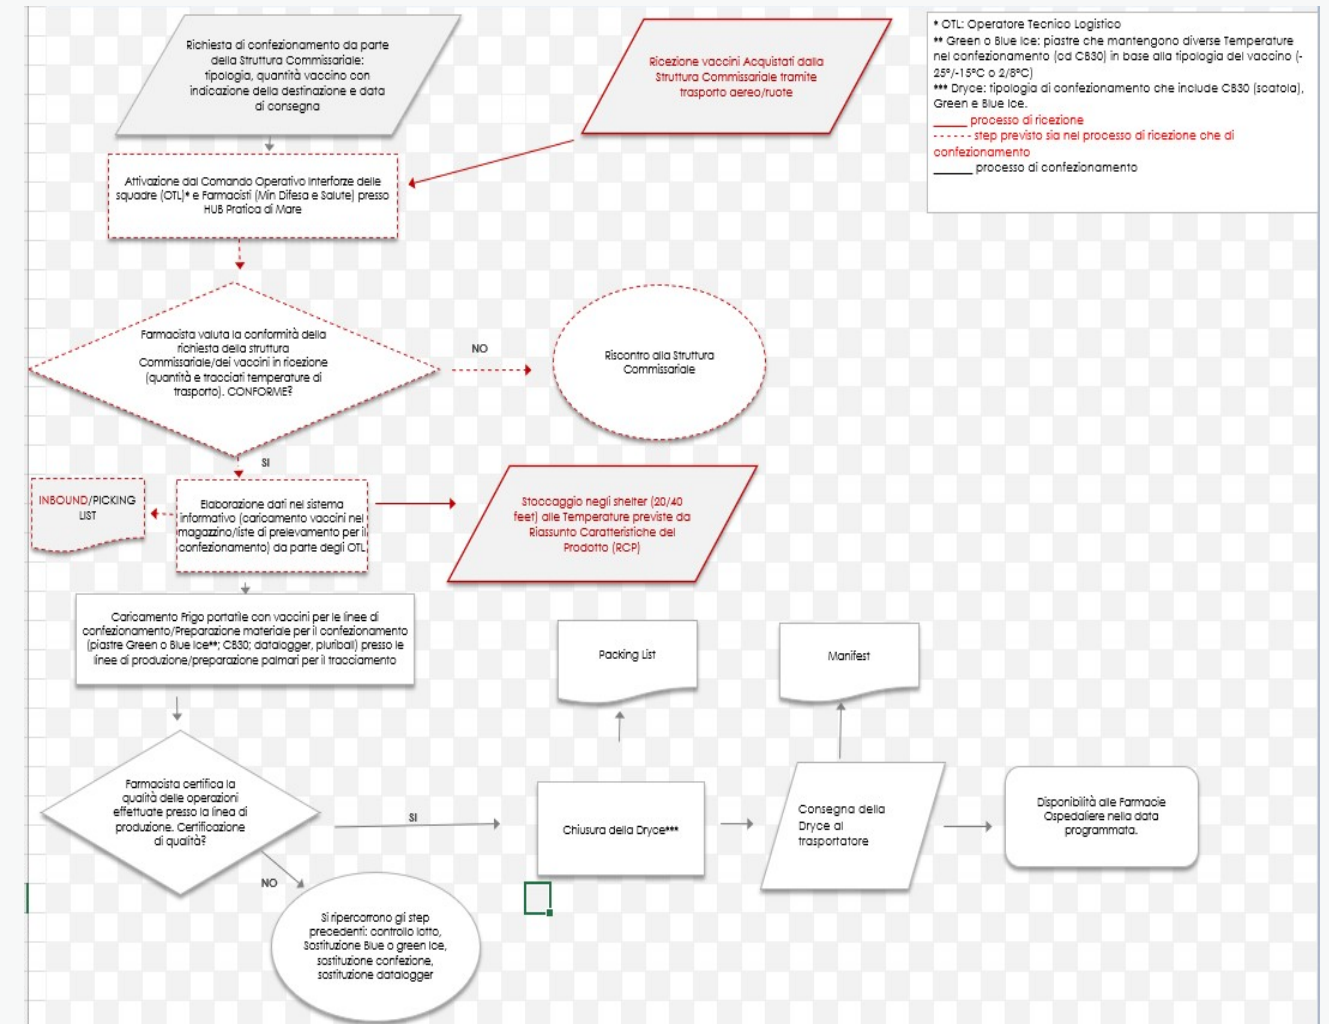 Richiesta di confezionamento da parte
della Struttura Commissariale:
tipologia, quantità vaccino con
indicazione della destinazione e data
di consegna
Ricezione vaccini Acquistati dalla
Struttura Commissariale tramite
trasporto aereo/ruote
* OTL: Operatore Tecnico Logistico
** Green o Blue Ice: piastre che mantengono diverse Temperature
nel confezionamento (cd CB30) in base alla tipologia del vaccino (-
25°/-15°C o 2/8°C)
*** Dryce: tipologia di confezionamento che include CB30 (scatola),
Green e Blue Ice.
______ processo di ricezione
------- step previsto sia nel processo di ricezione che di
confezionamento
_______ processo di confezionamento
Attivazione dal Comando Operativo Interforze delle
squadre (OTL)* e Farmacisti (Min Difesa e Salute) presso
HUB Pratica di Mare
Farmacista valuta la conformità della
richiesta della struttura
Commissariale/dei vaccini in ricezione
(quantità e tracciati temperature di
trasporto). CONFORME?
NO
Riscontro alla Struttura
Commissariale
SI
INBOUND/PICKING
LIST
Elaborazione dati nel sistema
informativo (caricamento vaccini nel
magazzino/liste di prelevamento per il
confezionamento) da parte degli OTL
Stoccaggio negli shelter (20/40
feet) alle Temperature previste da
Riassunto Caratteristiche del
Prodotto (RCP)
Caricamento Frigo portatile con vaccini per le linee di
confezionamento/Preparazione materiale per il confezionamento
(piastre Green o Blue Ice**; CB30; datalogger, pluriball) presso le
linee di produzione/preparazione palmari per il tracciamento
Packing List
Manifest
Farmacista certifica la
qualità delle operazioni
effettuate presso la linea di
produzione. Certificazione
di qualità?
SI
Chiusura della Dryce***
Consegna della
Dryce al
trasportatore
Disponibilità alle Farmacie
Ospedaliere nella data
programmata.
NO
Si ripercorrono gli step
precedenti: controllo lotto,
Sostituzione Blue o green Ice,
sostituzione confezione,
sostituzione datalogger